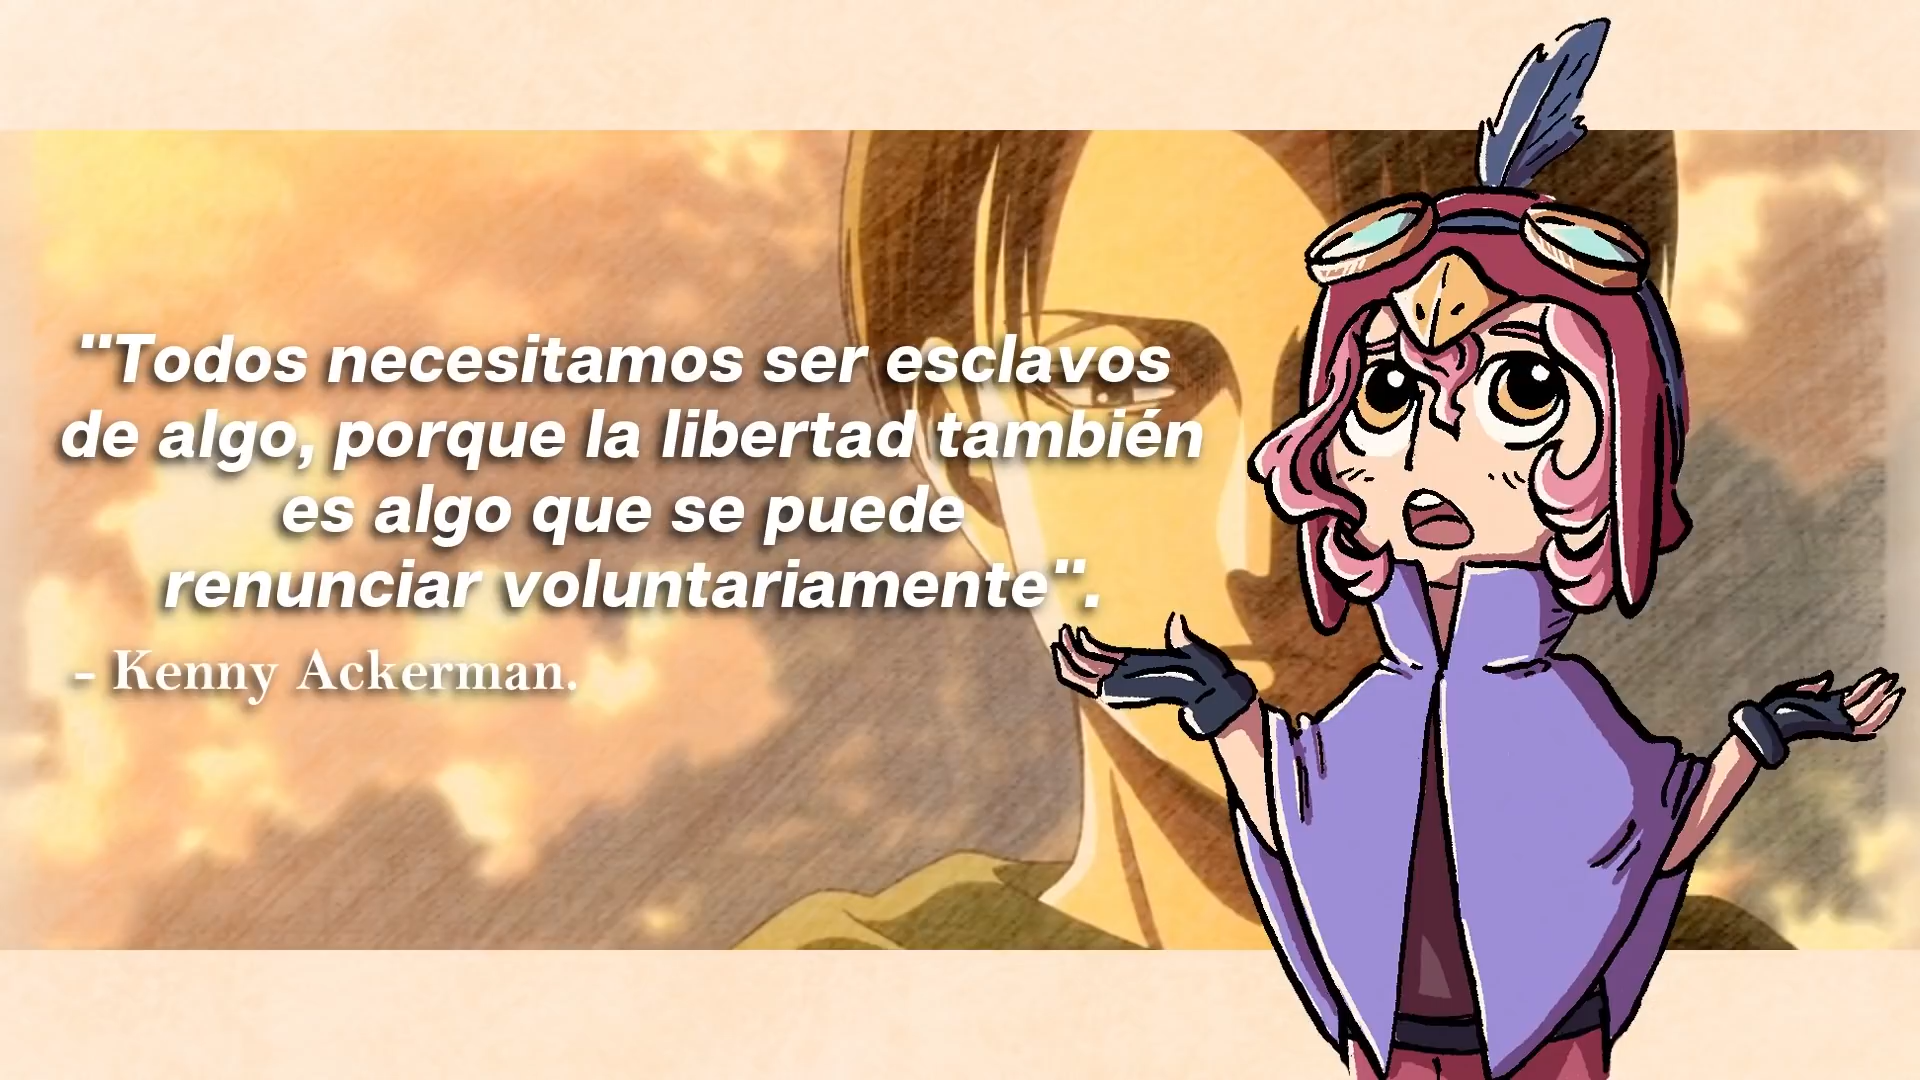 "Todos necesitamos ser esclavos
de algo, porque la libertad también
es algo que se puede
renunciar voluntariamente".
- Kenny Ackerman.